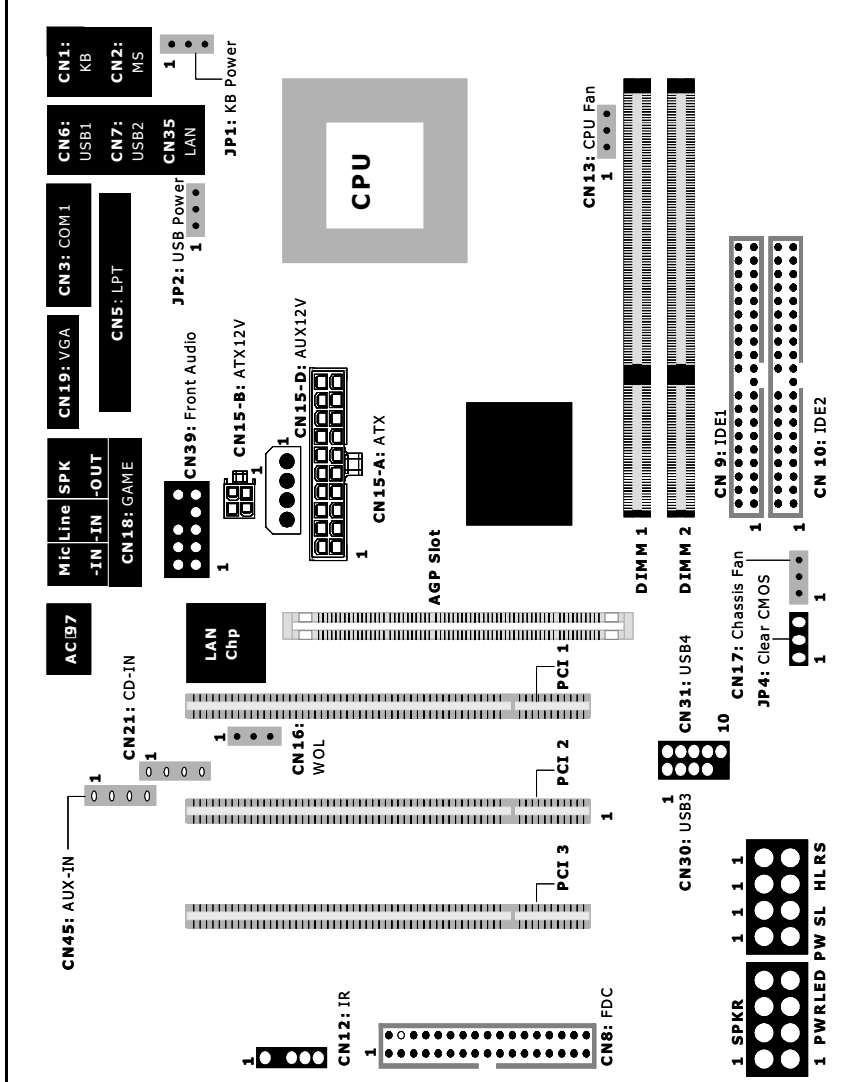 CN1:
KB
CN2:
MS
1
JP1: KB Power
CN6:
USB1
CN7:
USB2
CN35
LAN
CN3: COM1
CN5: LPT
JP2: USB Power
1
CPU
CN13: CPU Fan
1
CN19: VGA
CN39: Front Audio
1
CN15-B: ATX12V
1
CN15-D: AUX12V
1
CN15-A: ATX
1
Mic Line SPK
-IN -IN -OUT
CN18: GAME
DIMM 1
DIMM 2
CN 9: IDE1
1
CN 10: IDE2
1
AC 97
LAN
Chp
AGP Slot
CN17: Chassis Fan
1
JP4: Clear CMOS
1
CN21: CD-IN
1
CN45: AUX-IN
1
1
CN16:
WOL
PCI 1
PCI 2
1
PCI 3
CN31: USB4
10
1
CN30: USB3
1 1 1 1
PW SL HL RS
1 SPKR
1 PWRLED
CN12: IR
1
CN8: FDC
1